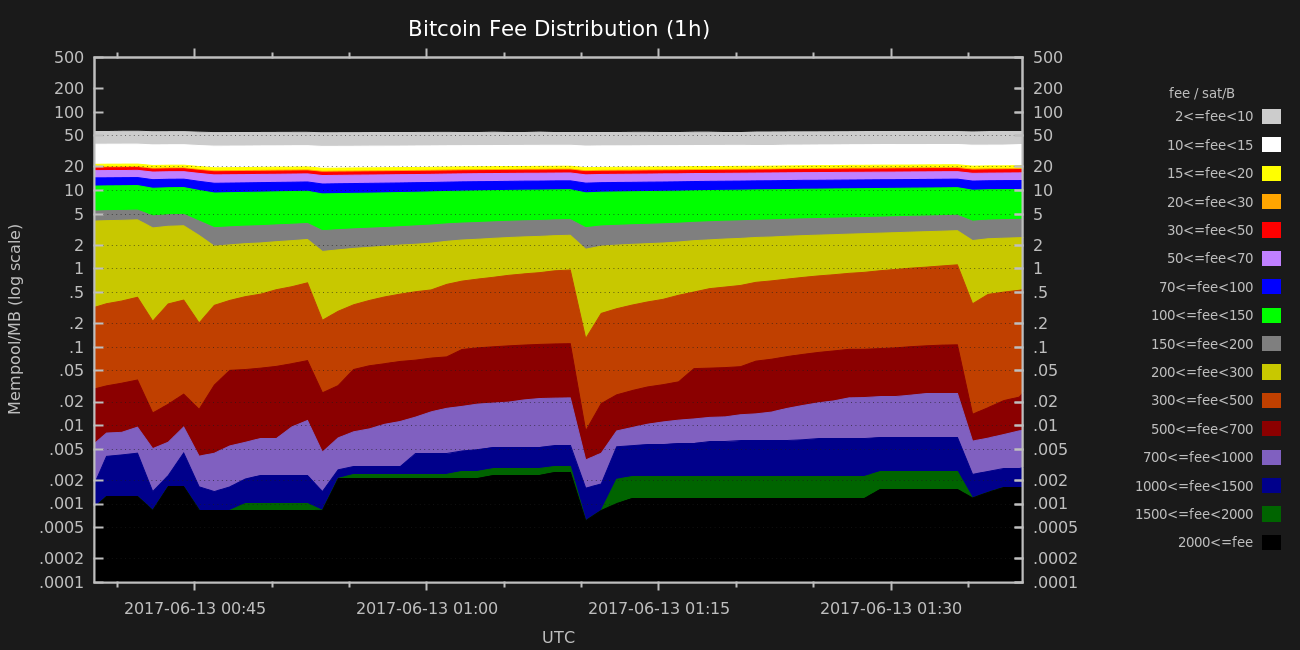 Bitcoin Fee Distribution (1h)
500
200
100
50
20
10
5
2
1
.5
.2
.1
.05
.02
.01
.005
.002
.001
.0005
.0002
.0001
Mempool/MB (log scale)
500
200
100
50
20
10
5
2
1
.5
.2
.1
.05
.02
.01
.005
.002
.001
.0005
.0002
.0001
2017-06-13 00:45 2017-06-13 01:00 2017-06-13 01:15 2017-06-13 01:30
UTC
fee / sat/B
2<=fee<10
10<=fee<15
15<=fee<20
20<=fee<30
30<=fee<50
50<=fee<70
70<=fee<100
100<=fee<150
150<=fee<200
200<=fee<300
300<=fee<500
500<=fee<700
700<=fee<1000
1000<=fee<1500
1500<=fee<2000
2000<=fee